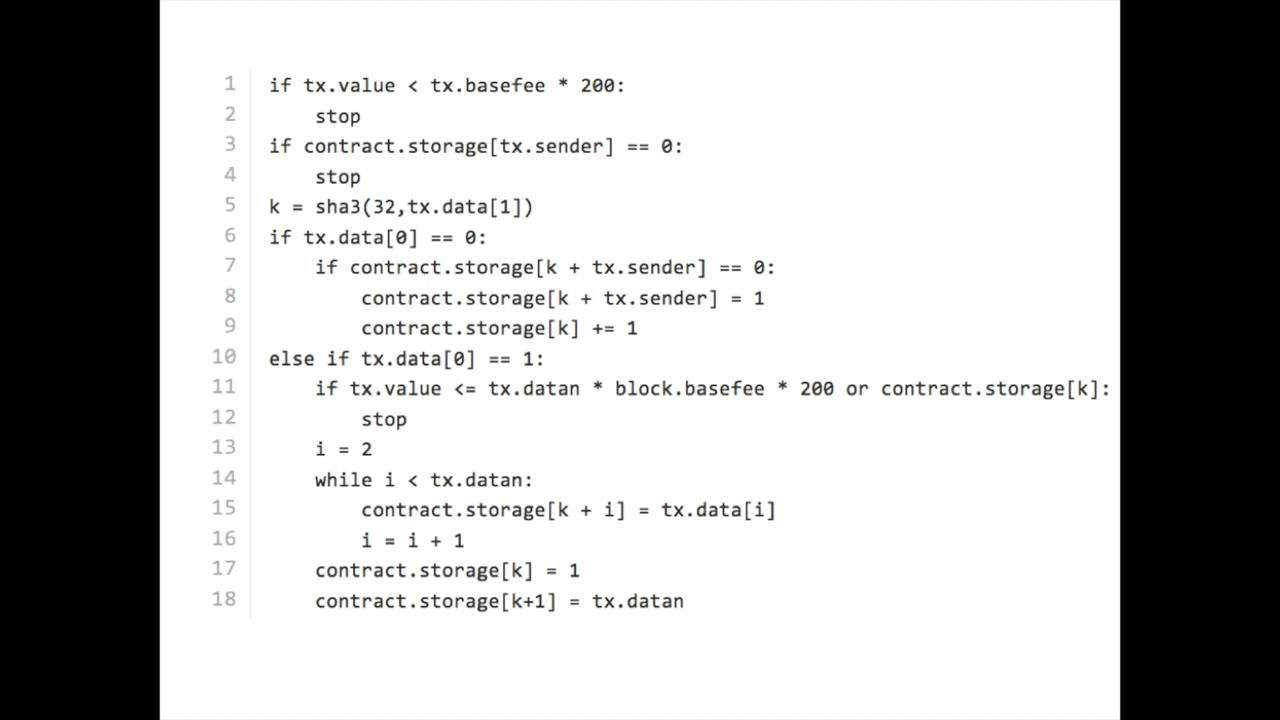 1 if tx.value < tx.basefee * 200:
2 stop
3 if contract.storage[tx.sender] == 0:
4 stop
5 k = sha3(32,tx.data[1])
6 if tx.data[0] == 0:
7 if contract.storage[k + tx.sender] == 0:
8 contract.storage[k + tx.sender] = 1
9 contract.storage[k] += 1
10 else if tx.data[0] == 1:
11 if tx.value <= tx.datan * block.basefee * 200 or contract.storage[k]:
12 stop
13 i = 2
14 while i < tx.datan:
15 contract.storage[k + i] = tx.data[i]
16 i = i + 1
17 contract.storage[k] = 1
18 contract.storage[k+1] = tx.datan